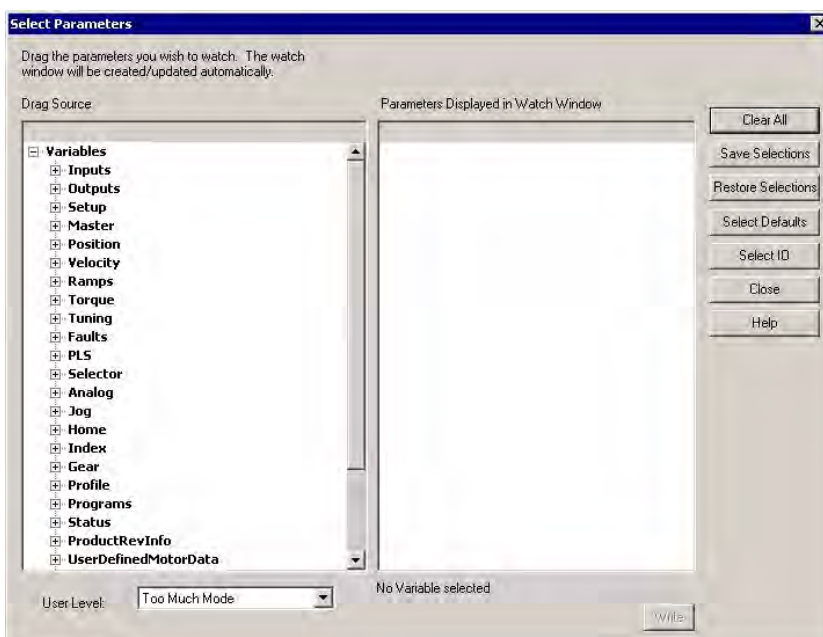 Select Parameters
Drag the parameters you wish to watch. The watch
window will be created/updated automatically.
Drag Source
Parameters Displayed in Watch Window
Variables
Inputs
Outputs
Setup
Master
Position
Velocity
Ramps
Torque
Tuning
Faults
PLS
Selector
Analog
Jog
Home
Index
Gear
Profile
Programs
Status
ProductRevInfo
UserDefinedMotorData
Clear All
Save Selections
Restore Selections
Select Defaults
Select ID
Close
Help
User Level:
Too Much Mode
No Variable selected
Write